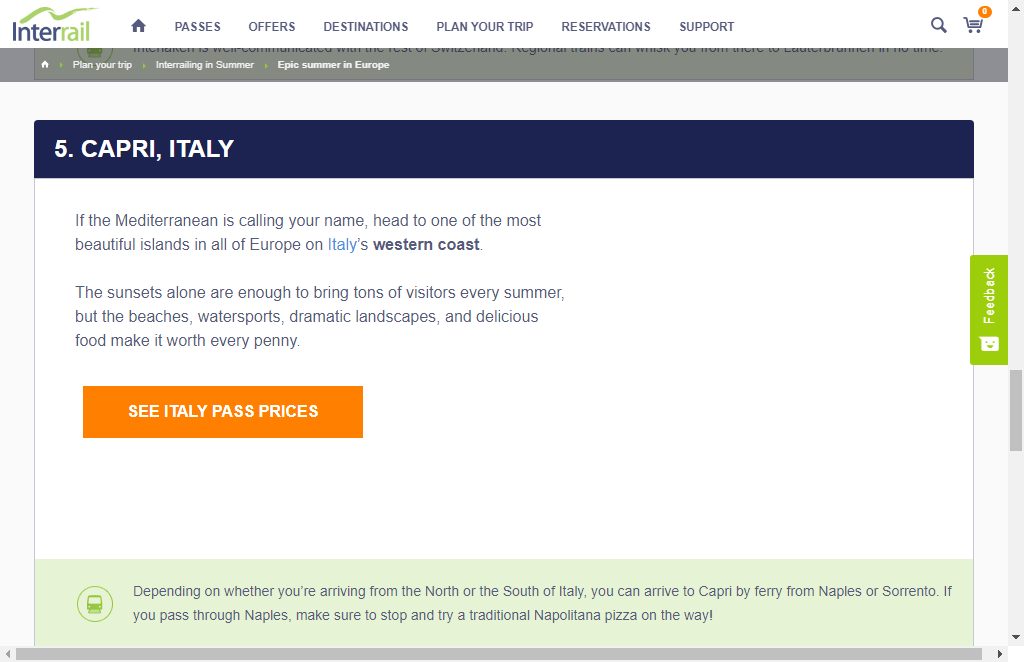 Interrail
PASSES
OFFERS
DESTINATIONS
PLAN YOUR TRIP
RESERVATIONS
SUPPORT
0
Interlaken is well-communicated with the rest of Switzerland. Regional trains can whisk you from there to Lauterbrunnen in no time.
Plan your trip
Interrailing in Summer
Epic summer in Europe
5. CAPRI, ITALY
If the Mediterranean is calling your name, head to one of the most
beautiful islands in all of Europe on Italy's western coast.
The sunsets alone are enough to bring tons of visitors every summer,
but the beaches, watersports, dramatic landscapes, and delicious
food make it worth every penny.
SEE ITALY PASS PRICES
Feedback
Depending on whether you're arriving from the North or the South of Italy, you can arrive to Capri by ferry from Naples or Sorrento. If
you pass through Naples, make sure to stop and try a traditional Napolitana pizza on the way!